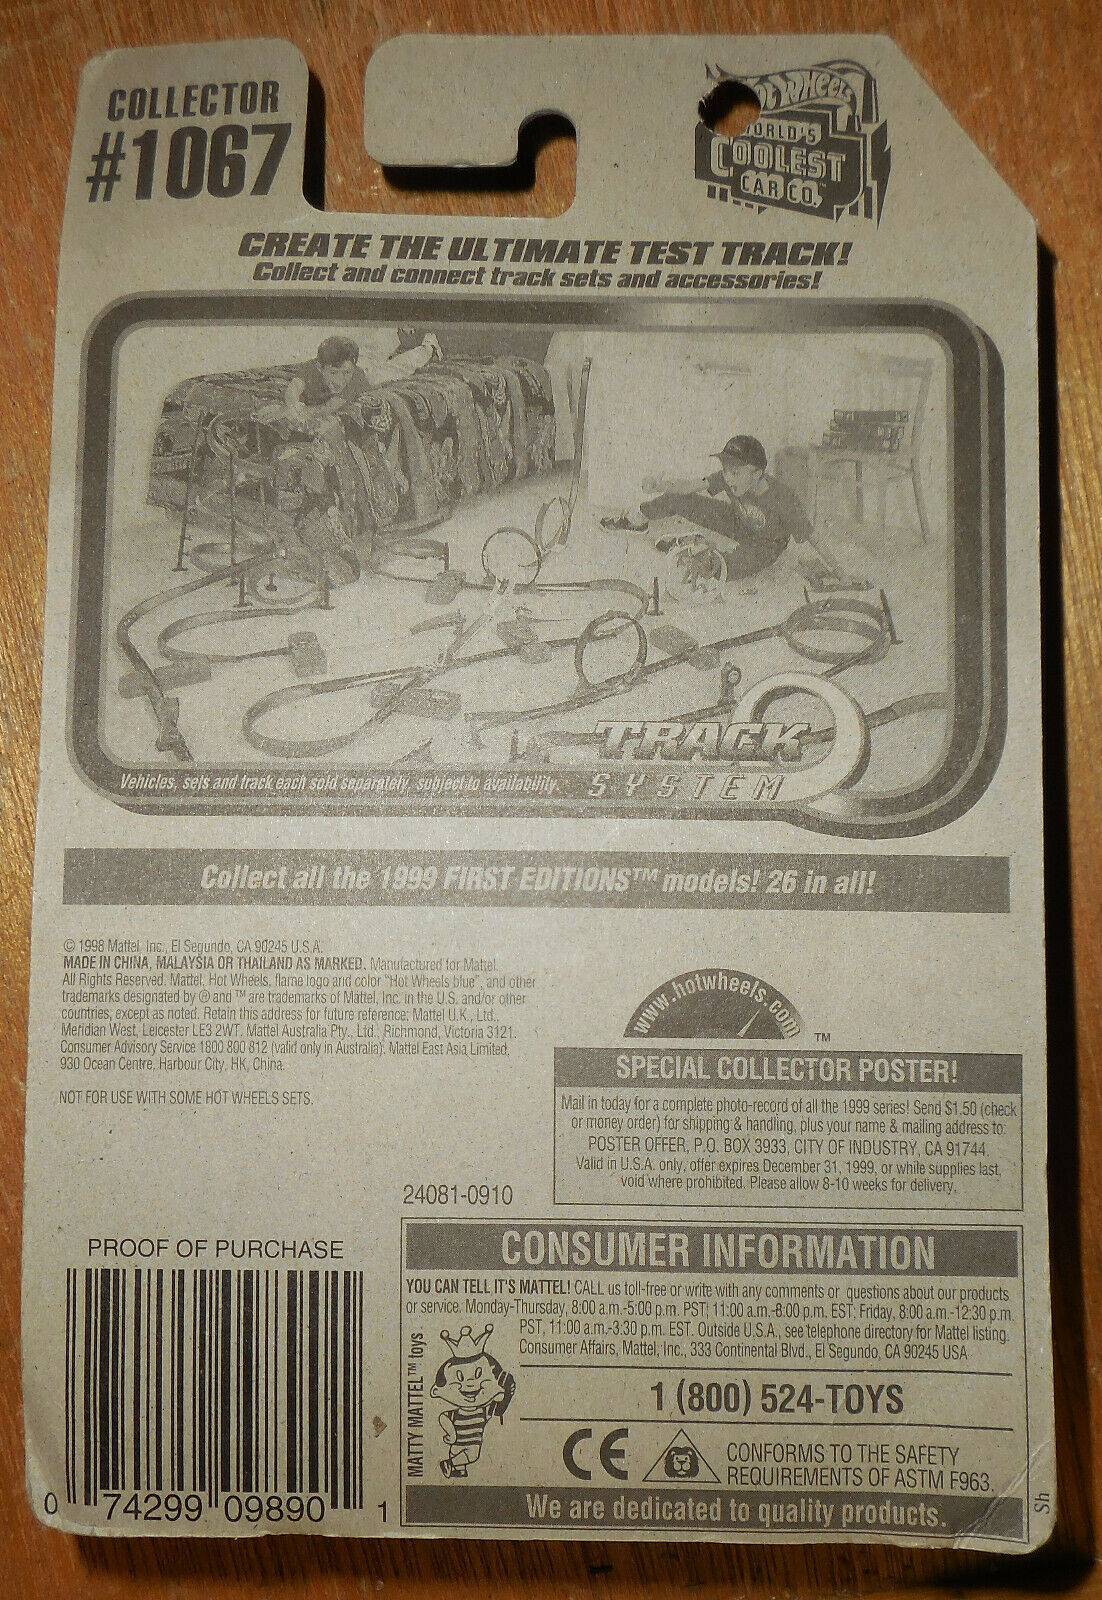 COLLECTOR
#1067
Hot Wheels
WORLD'S
COOLEST
CAR CO.™
CREATE THE ULTIMATE TEST TRACK!
Collect and connect track sets and accessories!
TRACK
SYSTEM
Vehicles, sets and track each sold separately, subject to availability.
Collect all the 1999 FIRST EDITIONS™ models! 26 in all!
© 1998 Mattel, Inc., El Segundo, CA 90245 U.S.A.
MADE IN CHINA, MALAYSIA OR THAILAND AS MARKED. Manufactured for Mattel.
All Rights Reserved. Mattel, Hot Wheels, flame logo and color "Hot Wheels blue", and other
trademarks designated by ® and ™ are trademarks of Mattel, Inc. in the U.S. and/or other
countries, except as noted. Retain this address for future reference: Mattel U.K., Ltd.,
Meridian West, Leicester LE3 2WT. Mattel Australia Pty., Ltd., Richmond, Victoria 3121.
Consumer Advisory Service 1800 800 812 (valid only in Australia). Mattel East Asia Limited,
930 Ocean Centre, Harbour City, HK, China.
NOT FOR USE WITH SOME HOT WHEELS SETS.
www.hotwheels.com
™
SPECIAL COLLECTOR POSTER!
Mail in today for a complete photo-record of all the 1999 series! Send $1.50 (check
or money order) for shipping & handling, plus your name & mailing address to:
POSTER OFFER, P.O. BOX 3933, CITY OF INDUSTRY, CA 91744.
Valid in U.S.A. only, offer expires December 31, 1999, or while supplies last,
void where prohibited. Please allow 8-10 weeks for delivery.
24081-0910
PROOF OF PURCHASE
0 74299 09890 1
CONSUMER INFORMATION
YOU CAN TELL IT'S MATTEL! CALL us toll-free or write with any comments or questions about our products
or service. Monday-Thursday, 8:00 a.m.-5:00 p.m. PST; 11:00 a.m.-8:00 p.m. EST; Friday, 8:00 a.m.-12:30 p.m.
PST, 11:00 a.m.-3:30 p.m. EST. Outside U.S.A., see telephone directory for Mattel listing.
Consumer Affairs, Mattel, Inc., 333 Continental Blvd., El Segundo, CA 90245 USA
MATTY MATTEL™ toys
1 (800) 524-TOYS
CE
CONFORMS TO THE SAFETY
REQUIREMENTS OF ASTM F963.
We are dedicated to quality products.
Sh